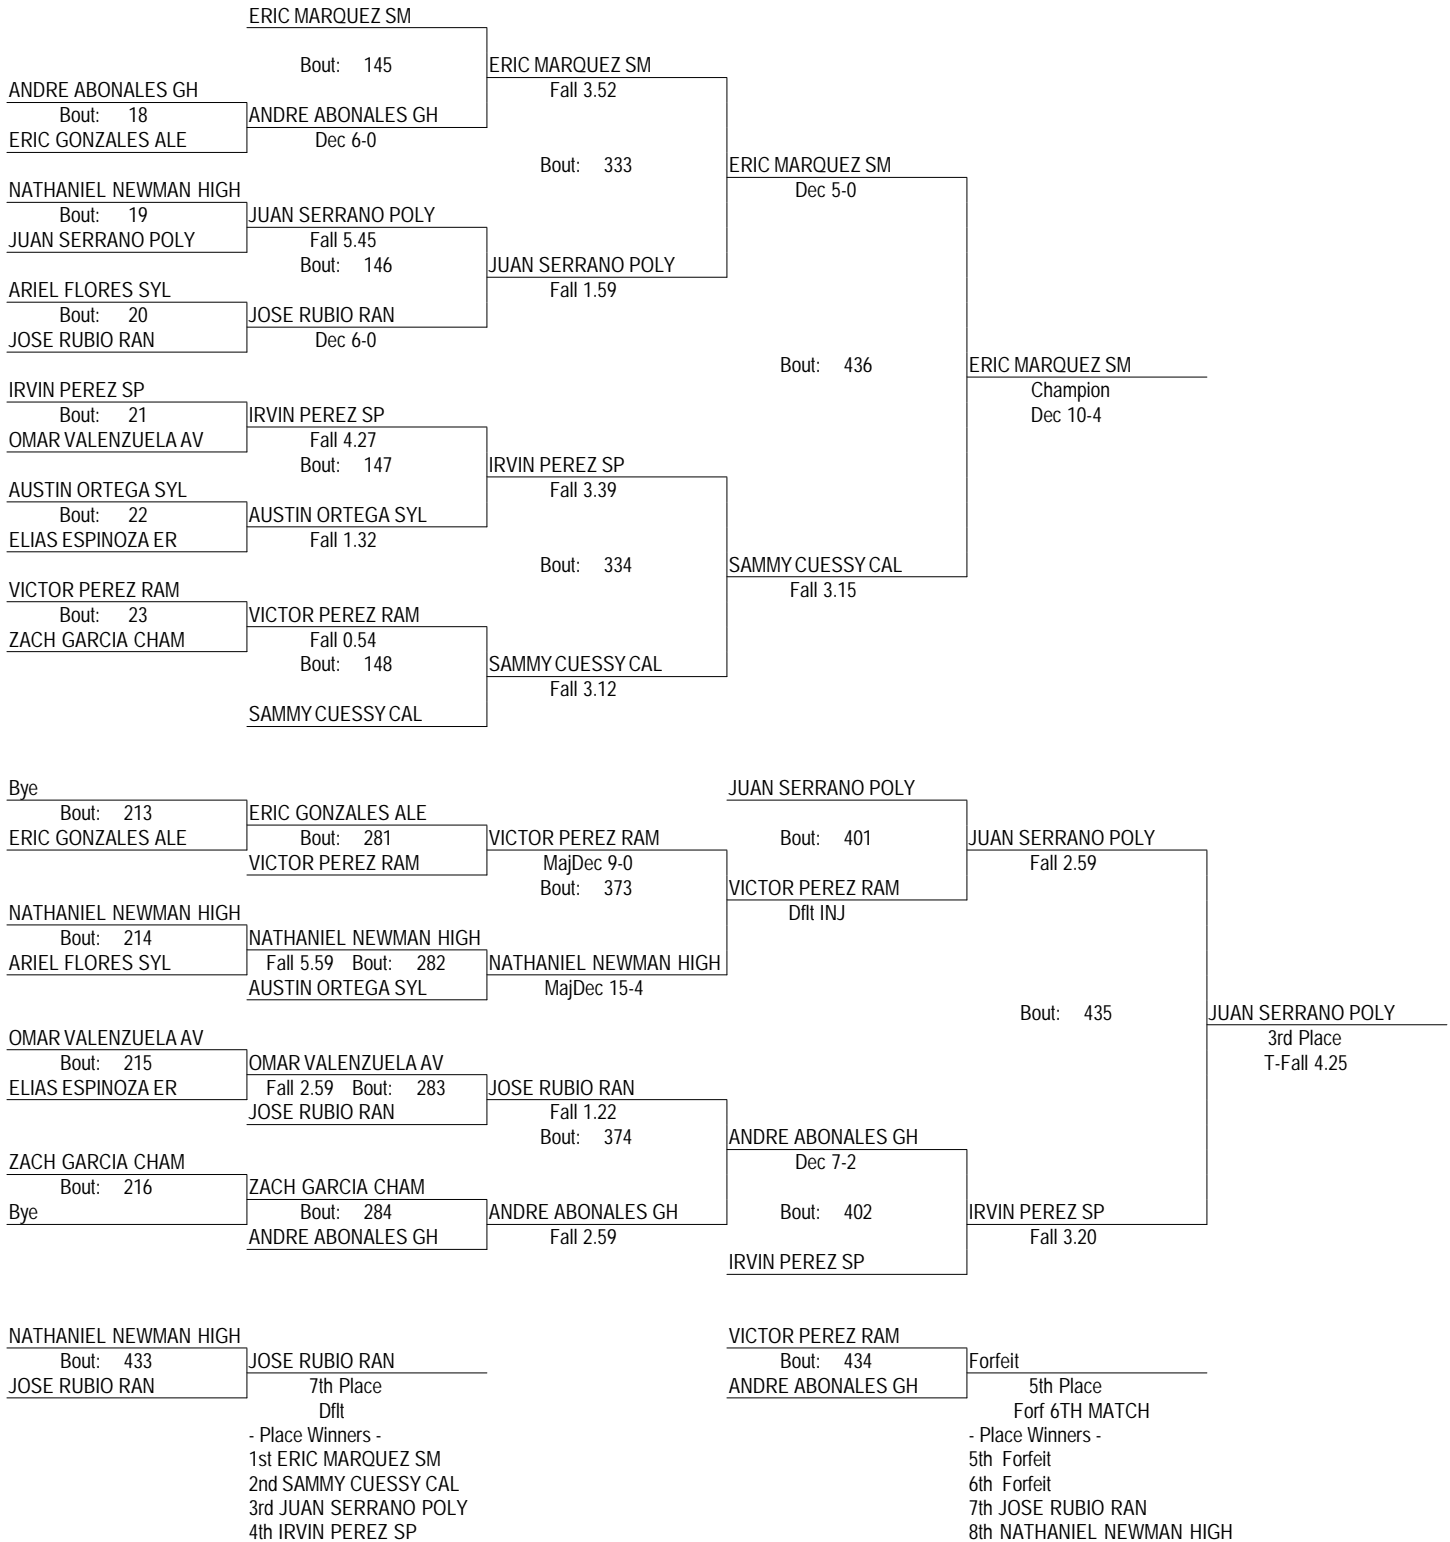 ERIC MARQUEZ SM
Bout: 145
ERIC MARQUEZ SM
ANDRE ABONALES GH
Fall 3.52
Bout: 18
ANDRE ABONALES GH
ERIC GONZALES ALE
Dec 6-0
Bout: 333
ERIC MARQUEZ SM
NATHANIEL NEWMAN HIGH
Dec 5-0
Bout: 19
JUAN SERRANO POLY
JUAN SERRANO POLY
Fall 5.45
Bout: 146
JUAN SERRANO POLY
ARIEL FLORES SYL
Fall 1.59
Bout: 20
JOSE RUBIO RAN
JOSE RUBIO RAN
Dec 6-0
Bout: 436
ERIC MARQUEZ SM
IRVIN PEREZ SP
Champion
Bout: 21
IRVIN PEREZ SP
Dec 10-4
OMAR VALENZUELA AV
Fall 4.27
Bout: 147
IRVIN PEREZ SP
AUSTIN ORTEGA SYL
Fall 3.39
Bout: 22
AUSTIN ORTEGA SYL
ELIAS ESPINOZA ER
Fall 1.32
Bout: 334
SAMMY CUESSY CAL
VICTOR PEREZ RAM
Fall 3.15
Bout: 23
VICTOR PEREZ RAM
ZACH GARCIA CHAM
Fall 0.54
Bout: 148
SAMMY CUESSY CAL
Fall 3.12
SAMMY CUESSY CAL
Bye
JUAN SERRANO POLY
Bout: 213
ERIC GONZALES ALE
ERIC GONZALES ALE
Bout: 281
VICTOR PEREZ RAM
Bout: 401
JUAN SERRANO POLY
VICTOR PEREZ RAM
MajDec 9-0
Fall 2.59
Bout: 373
VICTOR PEREZ RAM
NATHANIEL NEWMAN HIGH
Dflt INJ
Bout: 214
NATHANIEL NEWMAN HIGH
ARIEL FLORES SYL
Fall 5.59 Bout: 282
NATHANIEL NEWMAN HIGH
AUSTIN ORTEGA SYL
MajDec 15-4
Bout: 435
JUAN SERRANO POLY
OMAR VALENZUELA AV
3rd Place
Bout: 215
OMAR VALENZUELA AV
T-Fall 4.25
ELIAS ESPINOZA ER
Fall 2.59 Bout: 283
JOSE RUBIO RAN
JOSE RUBIO RAN
Fall 1.22
Bout: 374
ANDRE ABONALES GH
ZACH GARCIA CHAM
Dec 7-2
Bout: 216
ZACH GARCIA CHAM
Bye
Bout: 284
ANDRE ABONALES GH
Bout: 402
IRVIN PEREZ SP
ANDRE ABONALES GH
Fall 2.59
Fall 3.20
IRVIN PEREZ SP
NATHANIEL NEWMAN HIGH
Bout: 433
JOSE RUBIO RAN
JOSE RUBIO RAN
7th Place
Dflt
- Place Winners -
1st ERIC MARQUEZ SM
2nd SAMMY CUESSY CAL
3rd JUAN SERRANO POLY
4th IRVIN PEREZ SP
VICTOR PEREZ RAM
Bout: 434
Forfeit
ANDRE ABONALES GH
5th Place
Forf 6TH MATCH
- Place Winners -
5th Forfeit
6th Forfeit
7th JOSE RUBIO RAN
8th NATHANIEL NEWMAN HIGH